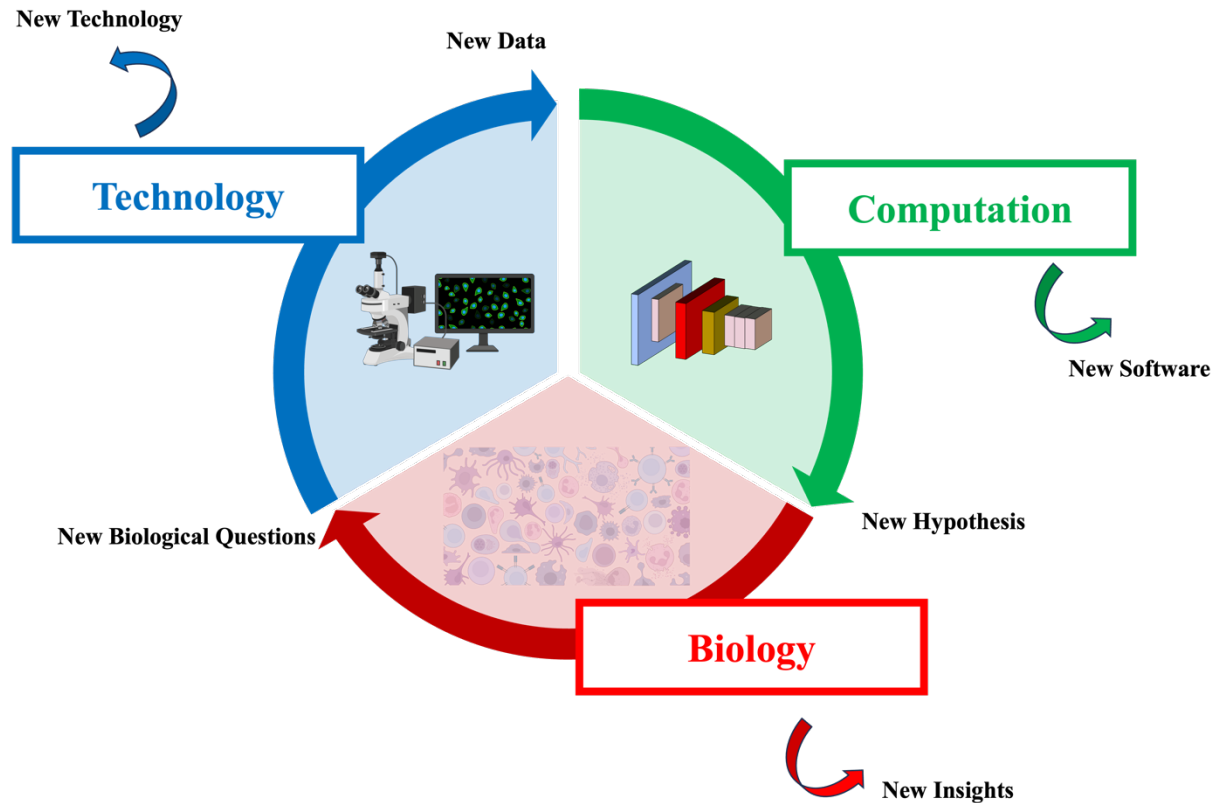 New Technology
New Data
Technology
Computation
New Software
New Biological Questions
New Hypothesis
Biology
New Insights